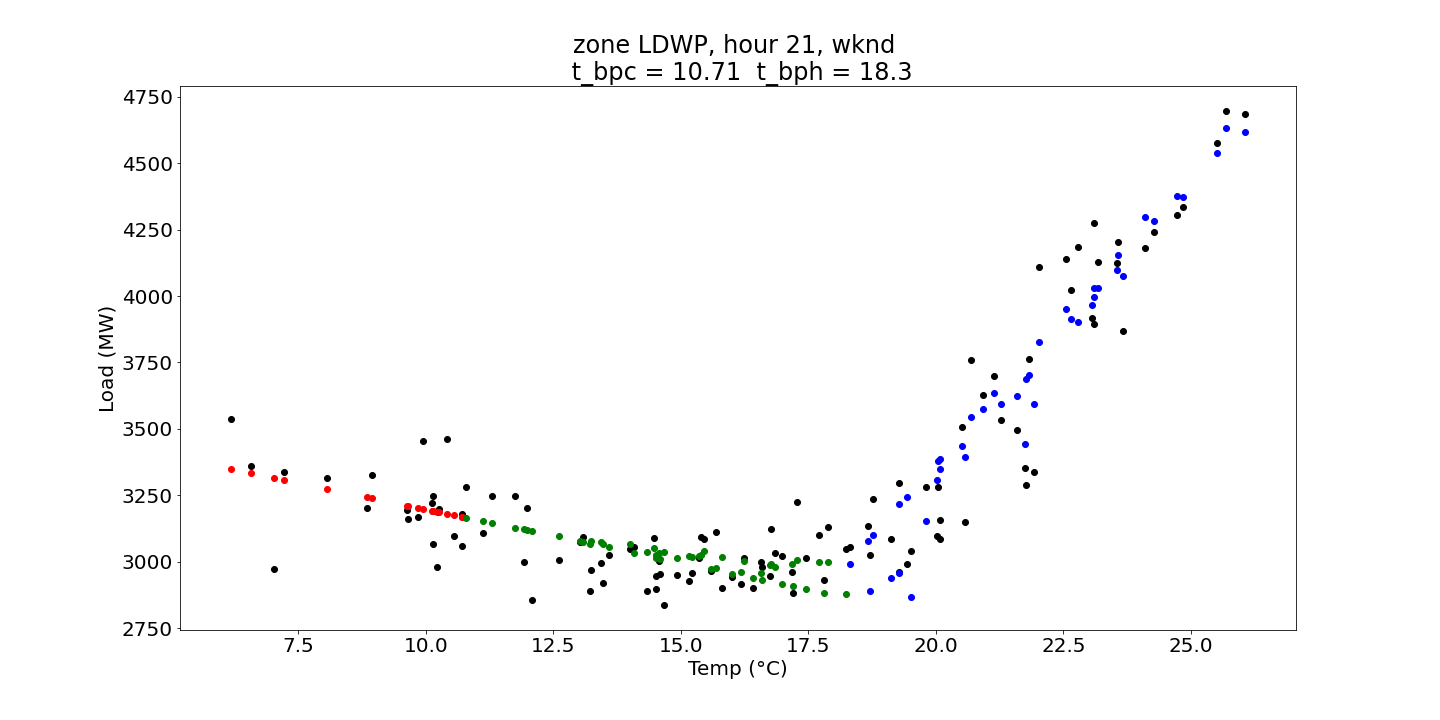 zone LDWP, hour 21, wknd
t_bpc = 10.71  t_bph = 18.3
4750
4500
4250
4000
3750
3500
3250
3000
2750
Load (MW)
7.5 10.0 12.5 15.0 17.5 20.0 22.5 25.0
Temp (°C)